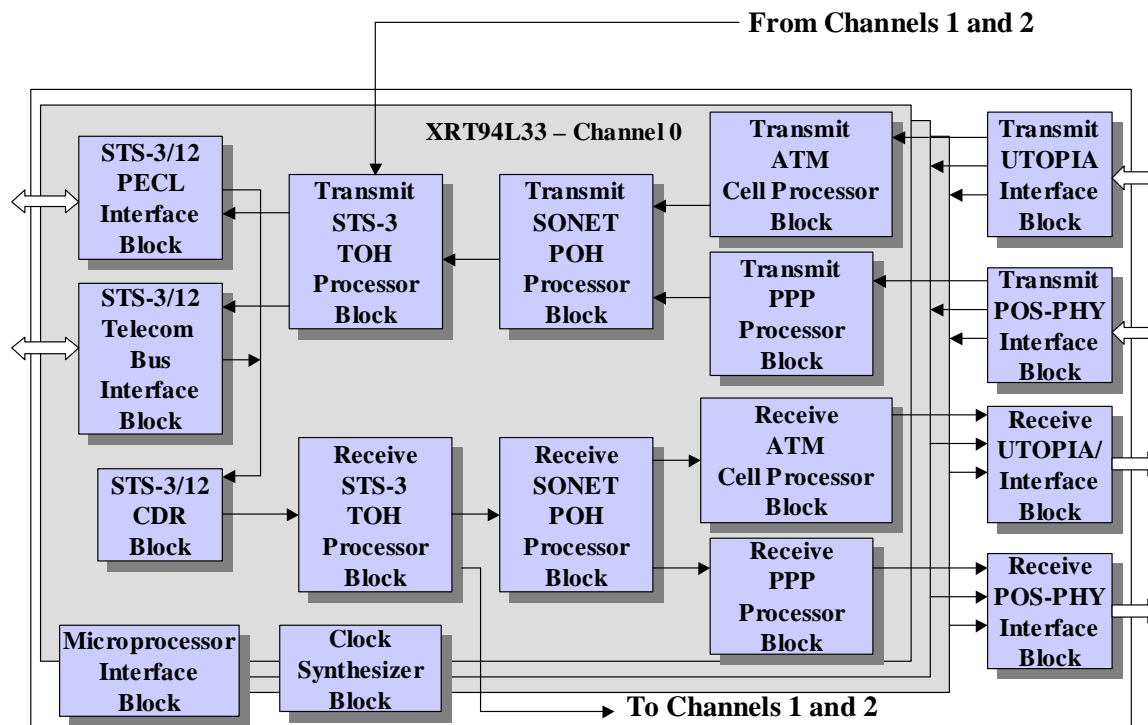 From Channels 1 and 2
XRT94L33 – Channel 0
STS-3/12
PECL
Interface
Block
Transmit
STS-3
TOH
Processor
Block
Transmit
SONET
POH
Processor
Block
Transmit
ATM
Cell Processor
Block
Transmit
UTOPIA
Interface
Block
Transmit
PPP
Processor
Block
Transmit
POS-PHY
Interface
Block
STS-3/12
Telecom
Bus
Interface
Block
STS-3/12
CDR
Block
Receive
STS-3
TOH
Processor
Block
Receive
SONET
POH
Processor
Block
Receive
ATM
Cell Processor
Block
Receive
UTOPIA/
Interface
Block
Receive
PPP
Processor
Block
Receive
POS-PHY
Interface
Block
Microprocessor
Interface
Block
Clock
Synthesizer
Block
To Channels 1 and 2